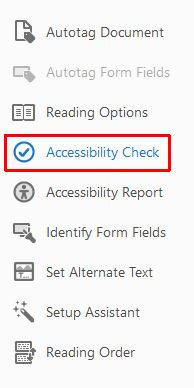 Autotag Document
Autotag Form Fields
Reading Options
Accessibility Check
Accessibility Report
Identify Form Fields
Set Alternate Text
Setup Assistant
Reading Order